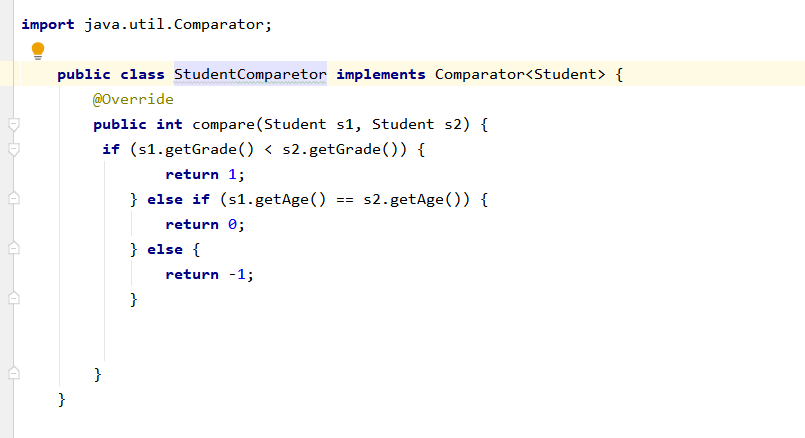 import java.util.Comparator;
public class StudentComparetor implements Comparator<Student> {
@Override
public int compare(Student s1, Student s2) {
if (s1.getGrade() < s2.getGrade()) {
return 1;
} else if (s1.getAge() == s2.getAge()) {
return 0;
} else {
return -1;
}
}
}